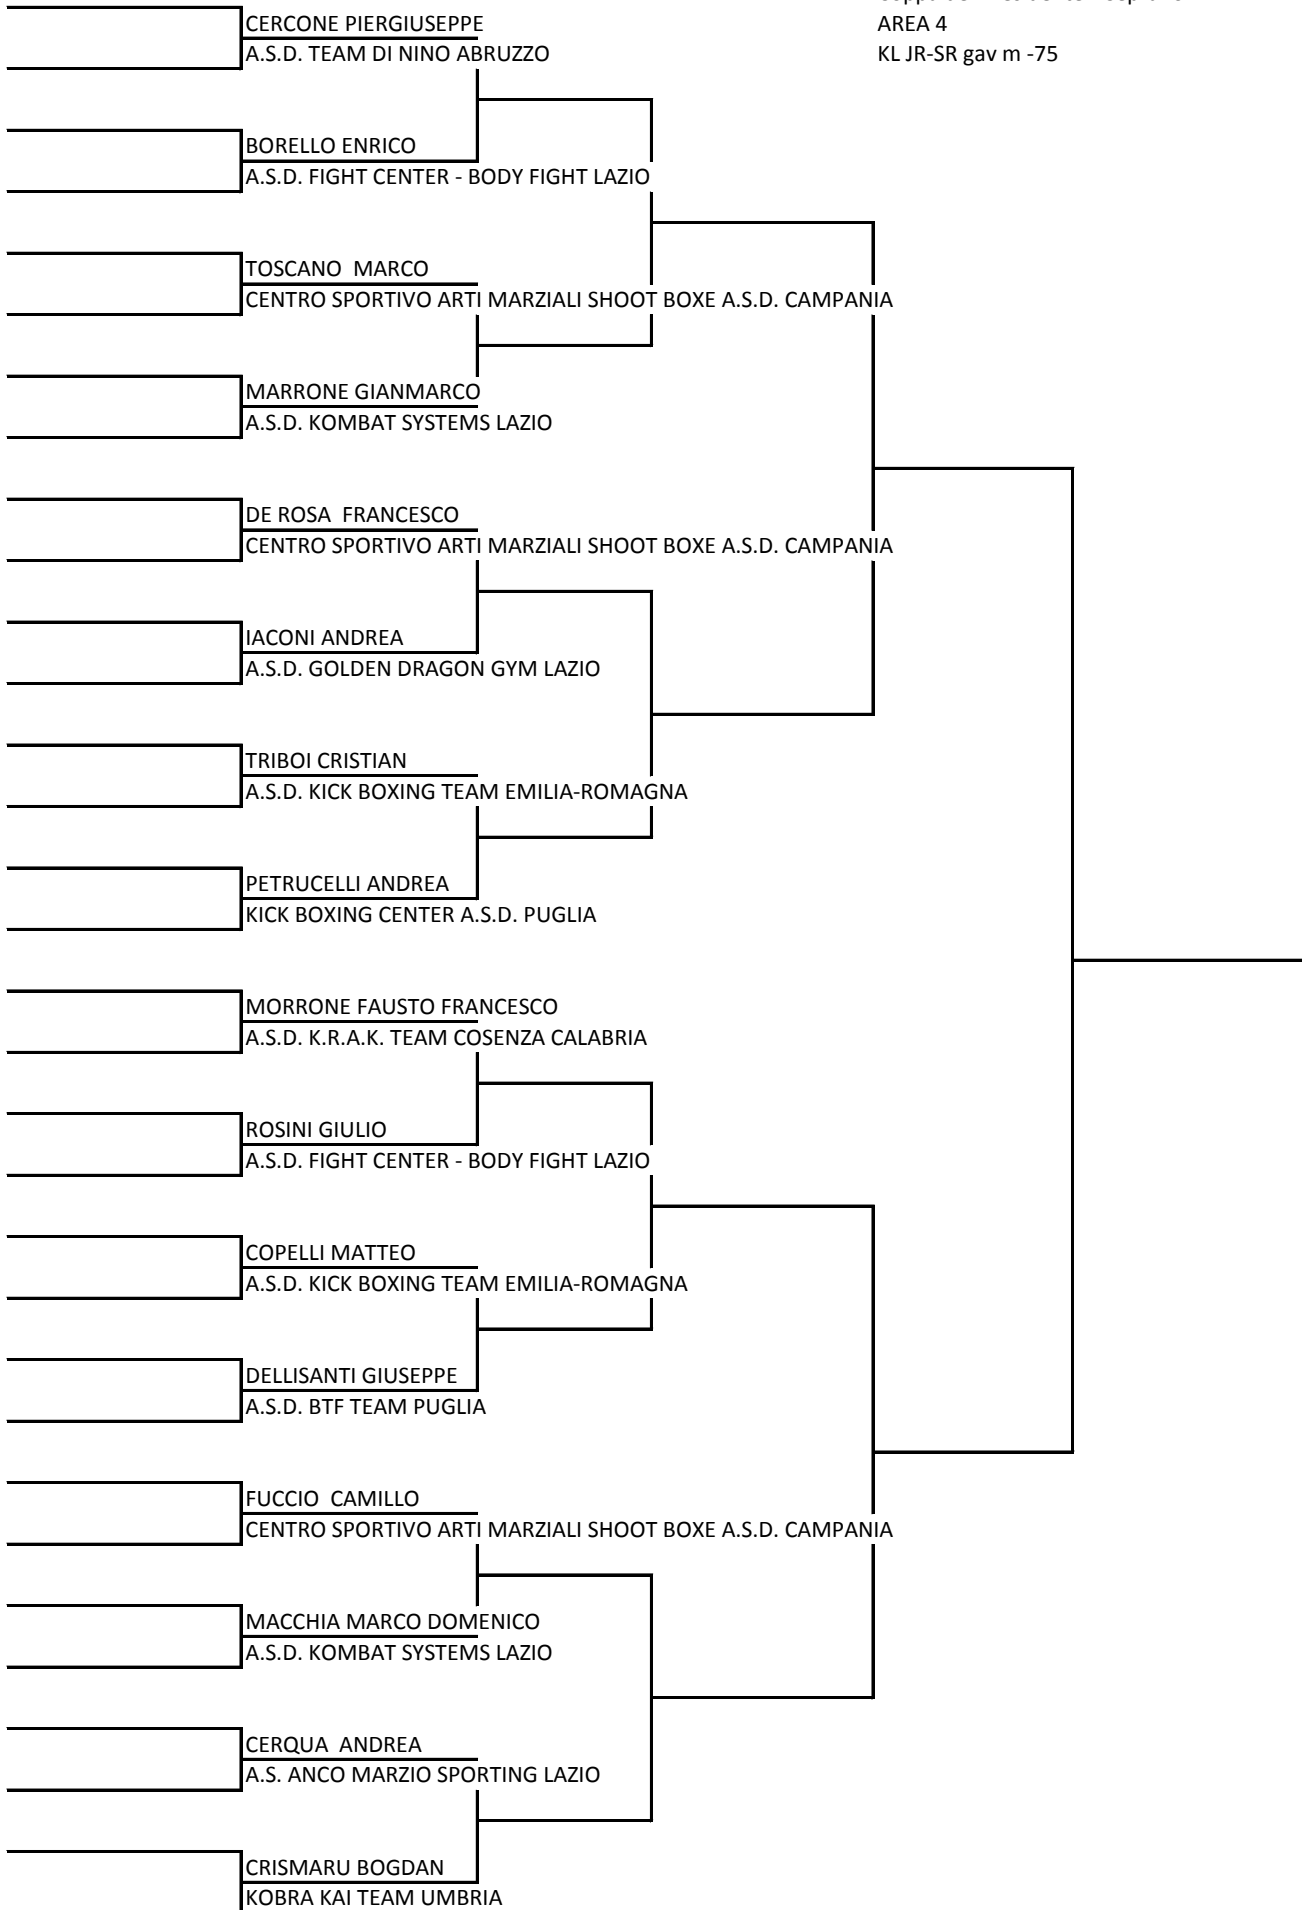 CERCONE PIERGIUSEPPE
A.S.D. TEAM DI NINO ABRUZZO
AREA 4
KL JR-SR gav m -75
BORELLO ENRICO
A.S.D. FIGHT CENTER - BODY FIGHT LAZIO
TOSCANO  MARCO
CENTRO SPORTIVO ARTI MARZIALI SHOOT BOXE A.S.D. CAMPANIA
MARRONE GIANMARCO
A.S.D. KOMBAT SYSTEMS LAZIO
DE ROSA  FRANCESCO
CENTRO SPORTIVO ARTI MARZIALI SHOOT BOXE A.S.D. CAMPANIA
IACONI ANDREA
A.S.D. GOLDEN DRAGON GYM LAZIO
TRIBOI CRISTIAN
A.S.D. KICK BOXING TEAM EMILIA-ROMAGNA
PETRUCELLI ANDREA
KICK BOXING CENTER A.S.D. PUGLIA
MORRONE FAUSTO FRANCESCO
A.S.D. K.R.A.K. TEAM COSENZA CALABRIA
ROSINI GIULIO
A.S.D. FIGHT CENTER - BODY FIGHT LAZIO
COPELLI MATTEO
A.S.D. KICK BOXING TEAM EMILIA-ROMAGNA
DELLISANTI GIUSEPPE
A.S.D. BTF TEAM PUGLIA
FUCCIO  CAMILLO
CENTRO SPORTIVO ARTI MARZIALI SHOOT BOXE A.S.D. CAMPANIA
MACCHIA MARCO DOMENICO
A.S.D. KOMBAT SYSTEMS LAZIO
CERQUA  ANDREA
A.S. ANCO MARZIO SPORTING LAZIO
CRISMARU BOGDAN
KOBRA KAI TEAM UMBRIA